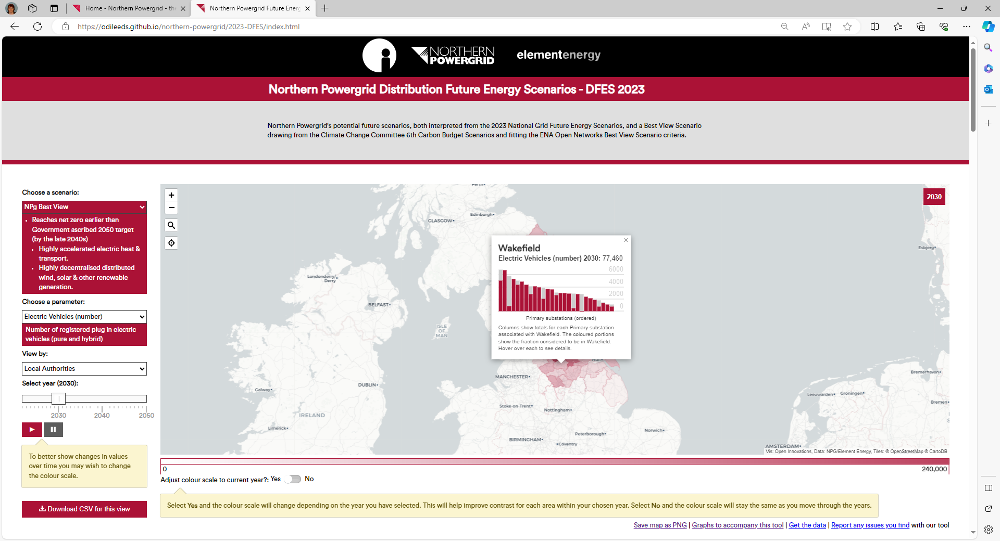 Home - Northern Powergrid - the
Northern Powergrid Future Energ
https://odileeds.github.io/northern-powergrid/2023-DFES/index.html
NORTHERN
POWERGRID
elementenergy
Northern Powergrid Distribution Future Energy Scenarios - DFES 2023
Northern Powergrid's potential future scenarios, both interpreted from the 2023 National Grid Future Energy Scenarios, and a Best View Scenario
drawing from the Climate Change Committee 6th Carbon Budget Scenarios and fitting the ENA Open Networks Best View Scenario criteria.
Choose a scenario:
NPg Best View
Reaches net zero earlier than
Government ascribed 2050 target
(by the late 2040s)
Highly accelerated electric heat &
transport.
Highly decentralised distributed
wind, solar & other renewable
generation.
Choose a parameter:
Electric Vehicles (number)
Number of registered plug in electric
vehicles (pure and hybrid)
View by:
Local Authorities
Select year (2030):
2030
2040
2050
To better show changes in values
over time you may wish to change
the colour scale.
Download CSV for this view
+
−
2030
Perth
Edinburgh
GLASGOW
Esbjerg
Londonderry/
Derry
BELFAST
ISLE
OF
MAN
Wakefield
Electric Vehicles (number) 2030: 77,460
6000
4000
2000
0
Primary substations (ordered)
Columns show totals for each Primary substation
associated with Wakefield. The coloured portions
show the fraction considered to be in Wakefield.
Hover over each to see details.
Hull
MANCHESTER
DUBLIN
Galway
Stoke-on-Trent
Nottingham
IRELAND
Limerick
BIRMINGHAM
Coventry
Peterborough
Norwich
Bremerhaven
Leeuwarden
Groningen
Bremen
AMSTERDAM
Vis: Open Innovations, Data: NPG/Element Energy, Tiles: © OpenStreetMap © CartoDB
0
240,000
Adjust colour scale to current year?: Yes No
Select Yes and the colour scale will change depending on the year you have selected. This will help improve contrast for each area within your chosen year. Select No and the colour scale will stay the same as you move through the years.
Save map as PNG | Graphs to accompany this tool | Get the data | Report any issues you find with our tool